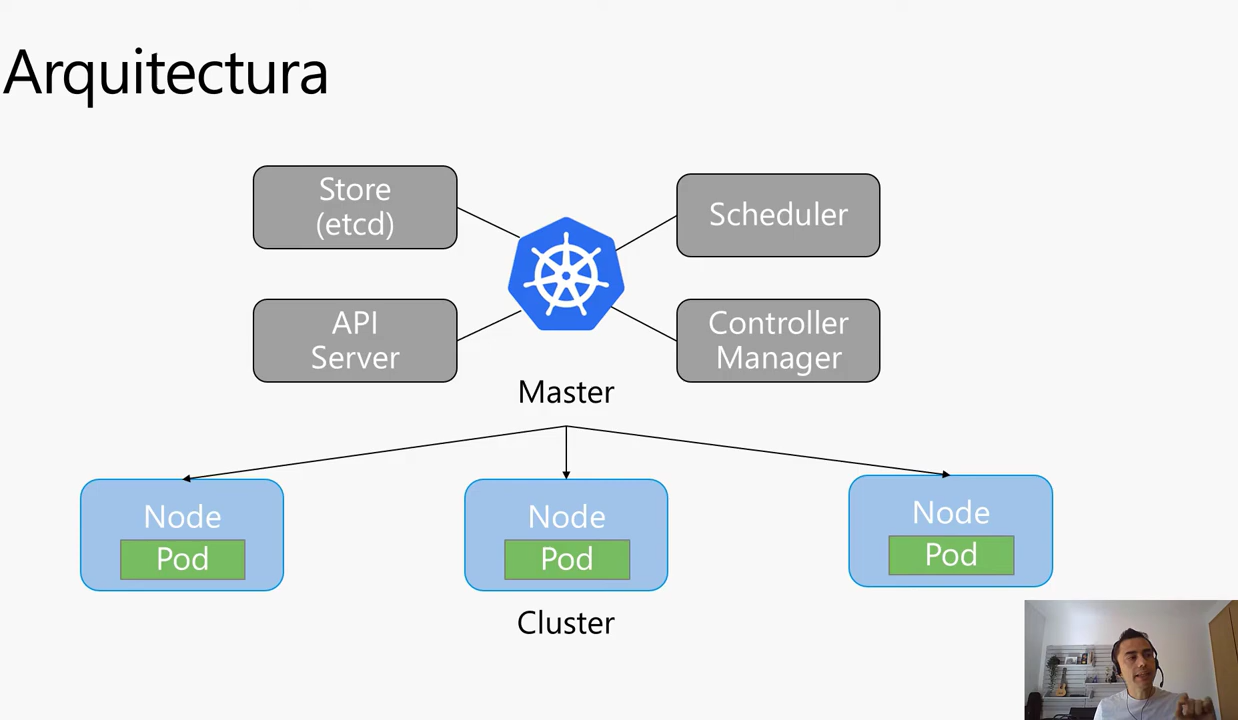 Arquitectura
Store
(etcd)
Scheduler
API
Server
Controller
Manager
Master
Node
Pod
Node
Pod
Node
Pod
Cluster